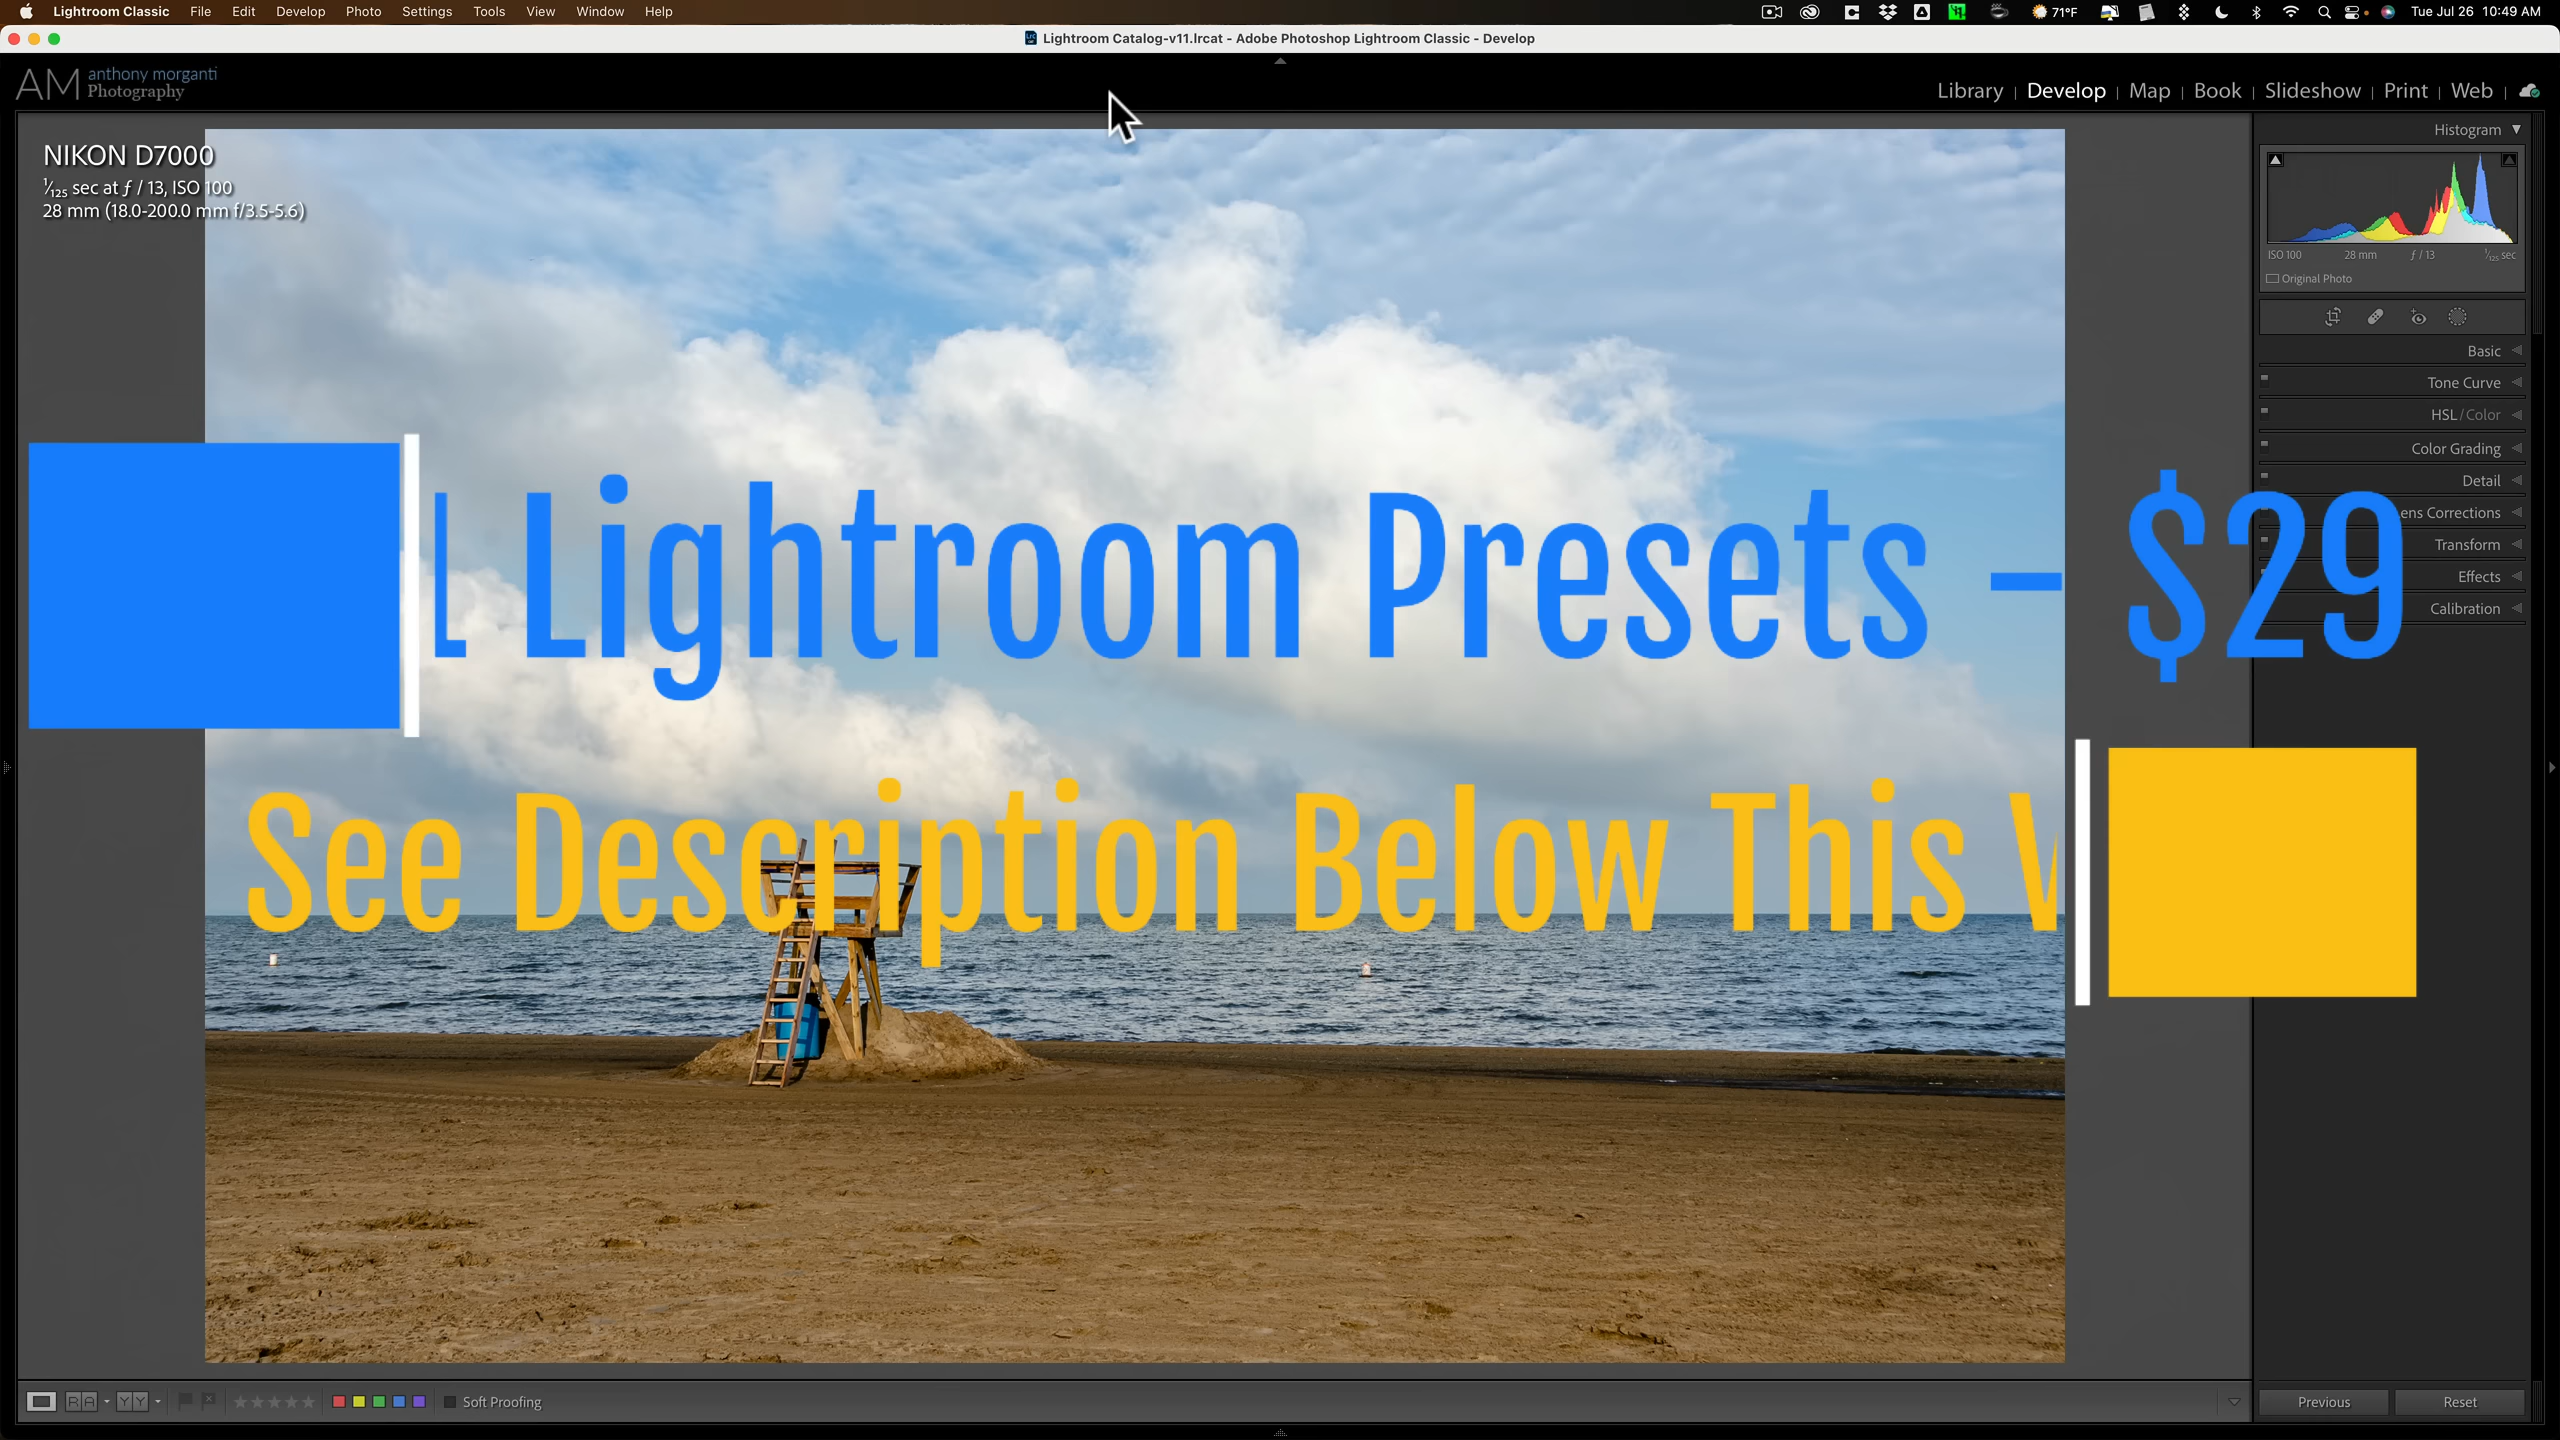 Lightroom Classic File Edit Develop Photo Settings Tools View Window Help 71°F Tue Jul 26 10:49 AM
Lightroom Catalog-v11.lrcat - Adobe Photoshop Lightroom Classic - Develop
AM anthony morganti
Photography
Library | Develop | Map | Book | Slideshow | Print | Web |
NIKON D7000
1/125 sec at ƒ / 13, ISO 100
28 mm (18.0-200.0 mm f/3.5-5.6)
Histogram
ISO 100 28 mm ƒ / 13 1/125 sec
Original Photo
Basic
Tone Curve
HSL / Color
Color Grading
Detail
ens Corrections
Transform
Effects
Calibration
L Lightroom Presets – $29
See Description Below This V
R A Y Y Soft Proofing
Previous Reset